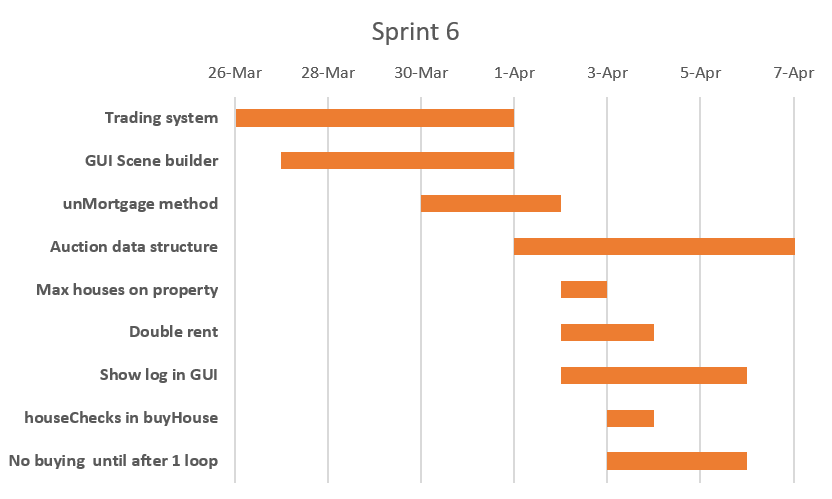 Sprint 6
26-Mar 28-Mar 30-Mar 1-Apr 3-Apr 5-Apr 7-Apr
Trading system
GUI Scene builder
unMortgage method
Auction data structure
Max houses on property
Double rent
Show log in GUI
houseChecks in buyHouse
No buying  until after 1 loop